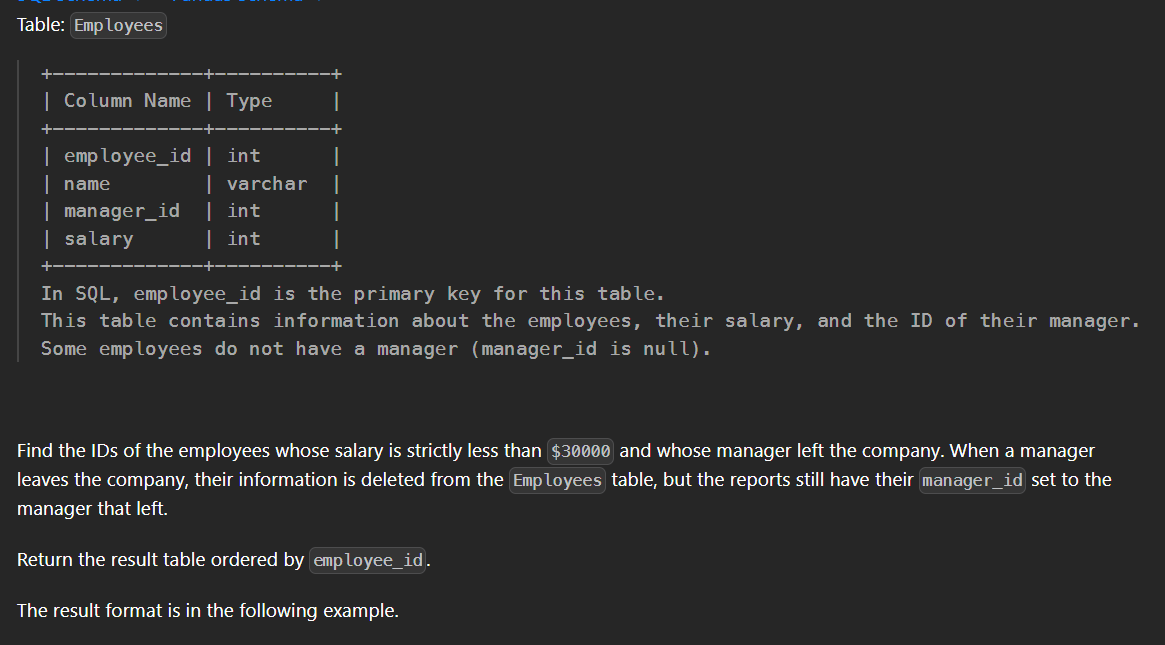 Table: Employees
+-------------+----------+
| Column Name | Type     |
+-------------+----------+
| employee_id | int      |
| name        | varchar  |
| manager_id  | int      |
| salary      | int      |
+-------------+----------+
In SQL, employee_id is the primary key for this table.
This table contains information about the employees, their salary, and the ID of their manager.
Some employees do not have a manager (manager_id is null).
Find the IDs of the employees whose salary is strictly less than $30000 and whose manager left the company. When a manager
leaves the company, their information is deleted from the Employees table, but the reports still have their manager_id set to the
manager that left.
Return the result table ordered by employee_id.
The result format is in the following example.